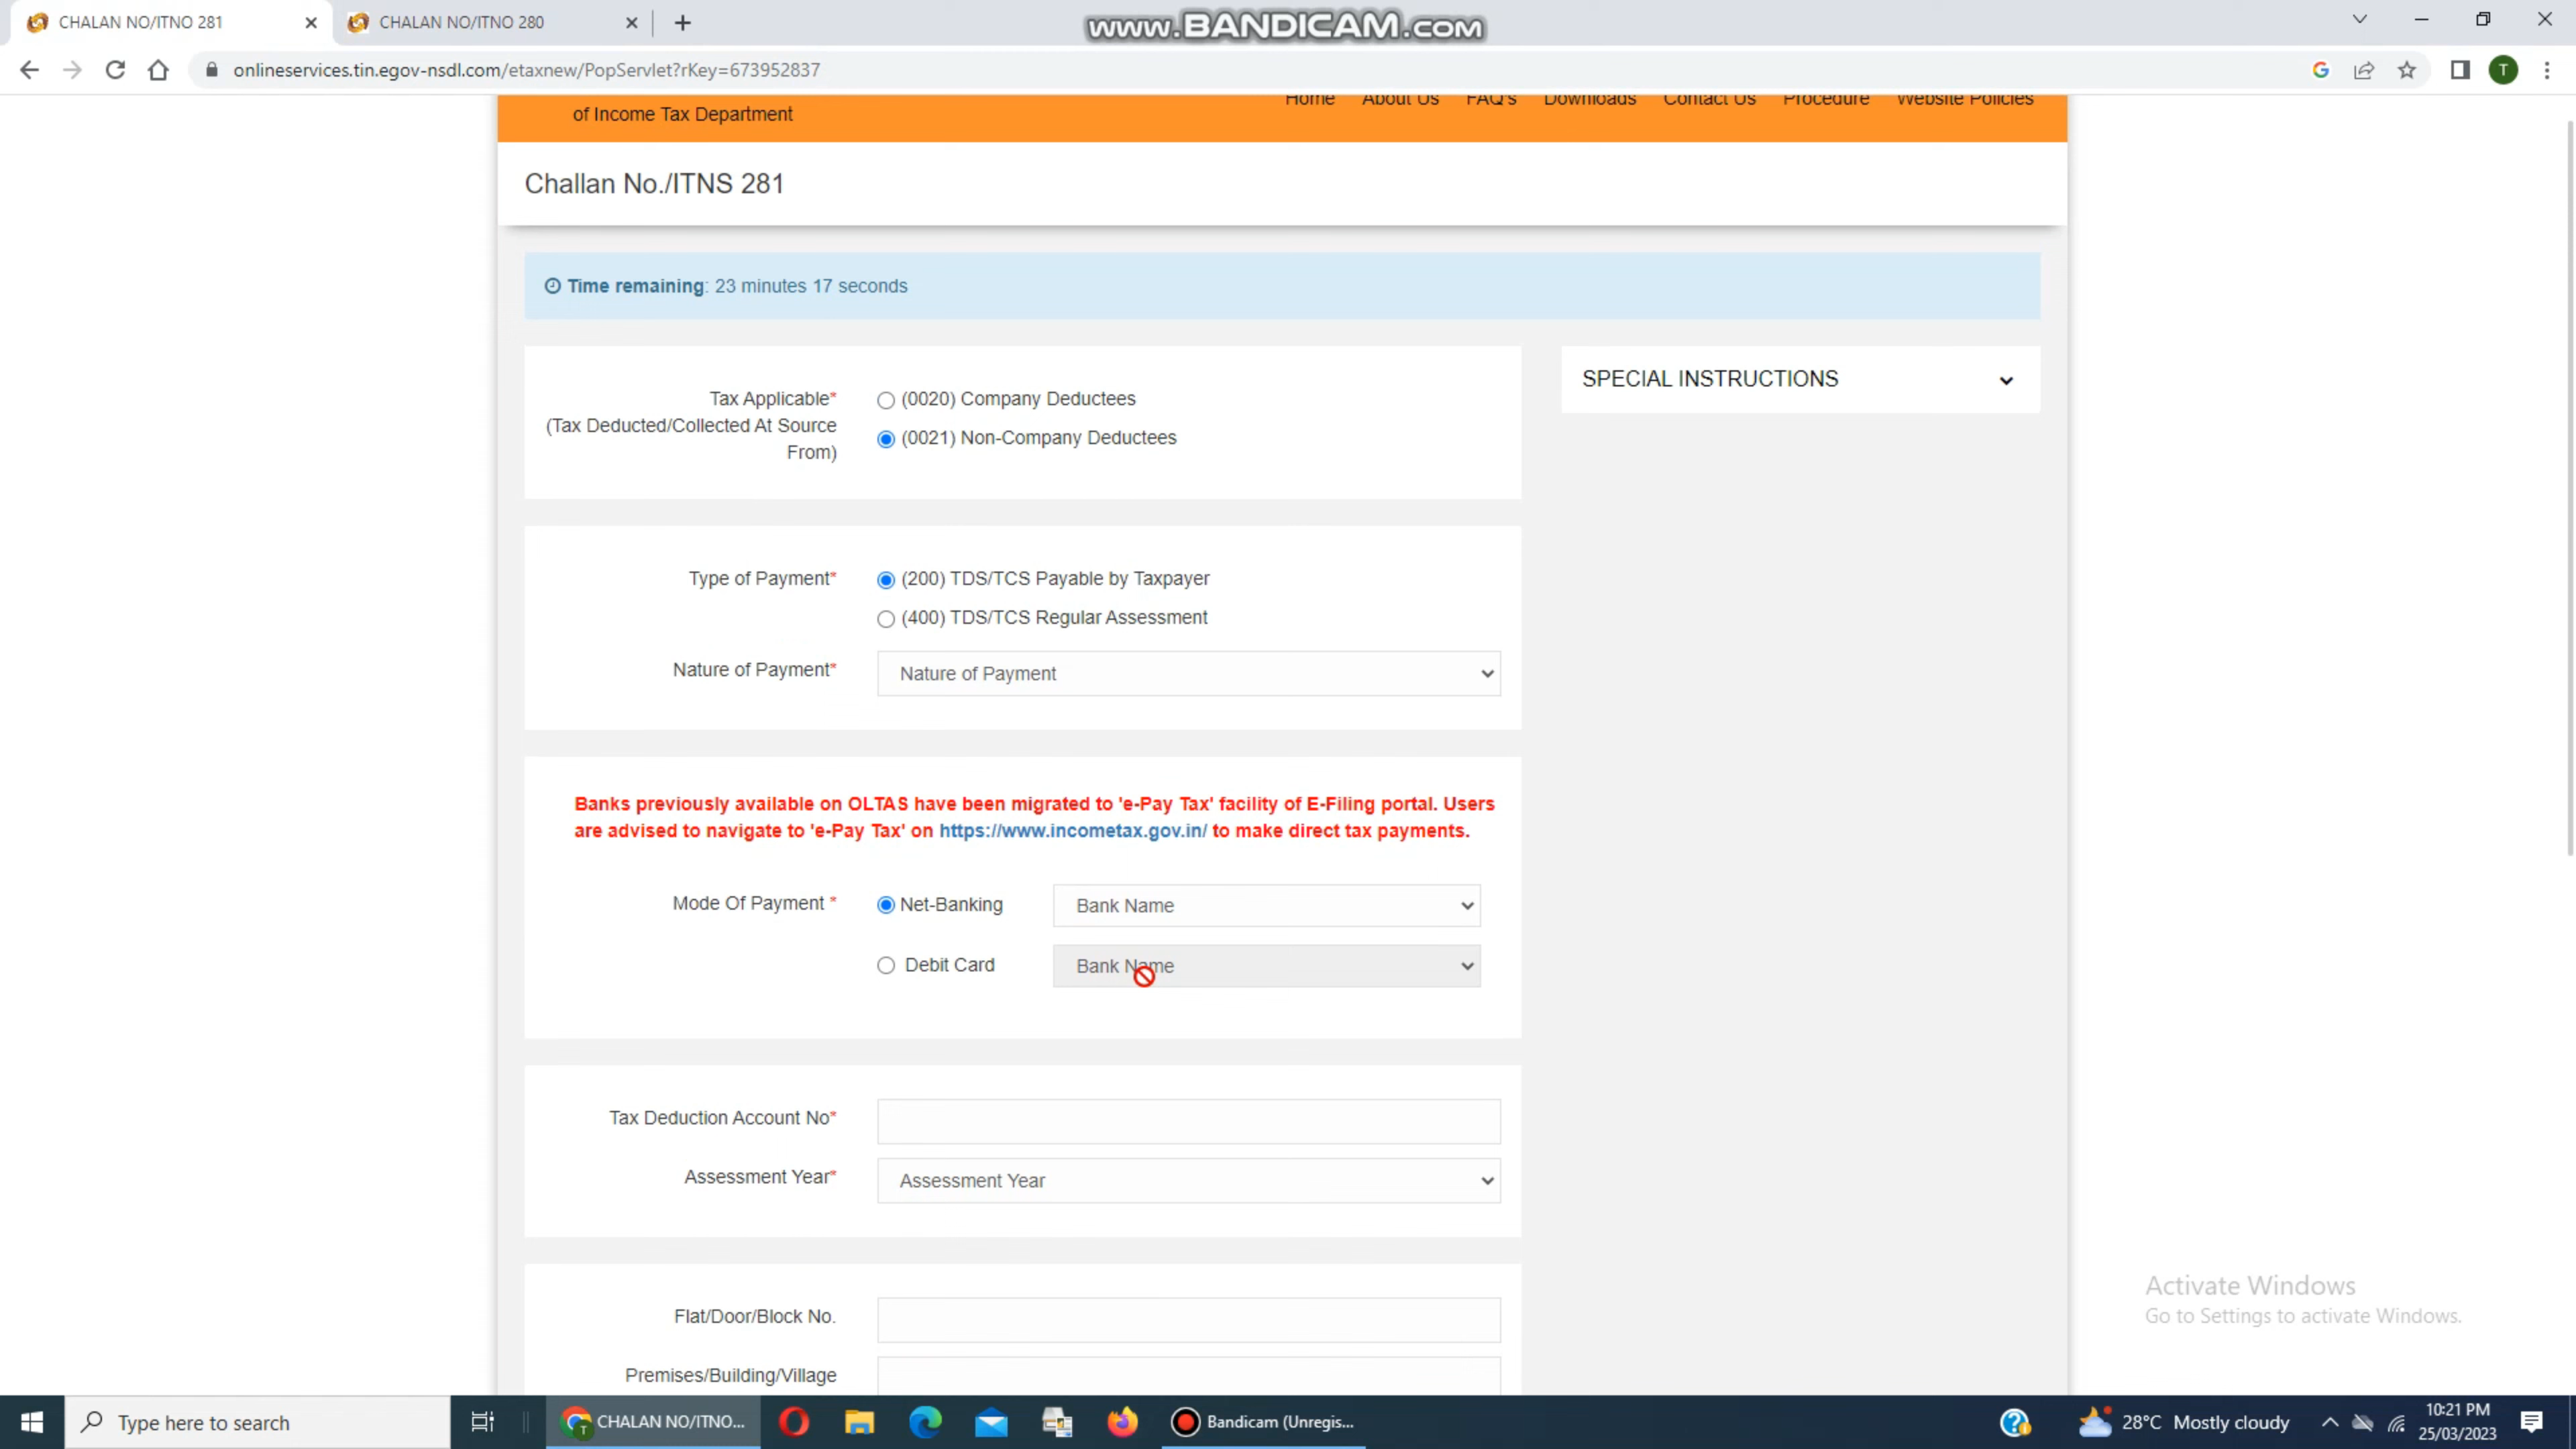 CHALAN NO/ITNO 281
CHALAN NO/ITNO 280
www.BANDICAM.com
onlineservices.tin.egov-nsdl.com/etaxnew/PopServlet?rKey=673952837
T
Home About Us FAQ's Downloads Contact Us Procedure Website Policies
of Income Tax Department
Challan No./ITNS 281
Time remaining: 23 minutes 17 seconds
Tax Applicable*
(Tax Deducted/Collected At Source
From)
(0020) Company Deductees
(0021) Non-Company Deductees
SPECIAL INSTRUCTIONS
Type of Payment*
(200) TDS/TCS Payable by Taxpayer
(400) TDS/TCS Regular Assessment
Nature of Payment*
Nature of Payment
Banks previously available on OLTAS have been migrated to 'e-Pay Tax' facility of E-Filing portal. Users
are advised to navigate to 'e-Pay Tax' on https://www.incometax.gov.in/ to make direct tax payments.
Mode Of Payment *
Net-Banking
Bank Name
Debit Card
Bank Name
Tax Deduction Account No*
Assessment Year*
Assessment Year
Flat/Door/Block No.
Premises/Building/Village
Activate Windows
Go to Settings to activate Windows.
Type here to search
CHALAN NO/ITNO...
Bandicam (Unregis...
28°C Mostly cloudy
10:21 PM
25/03/2023